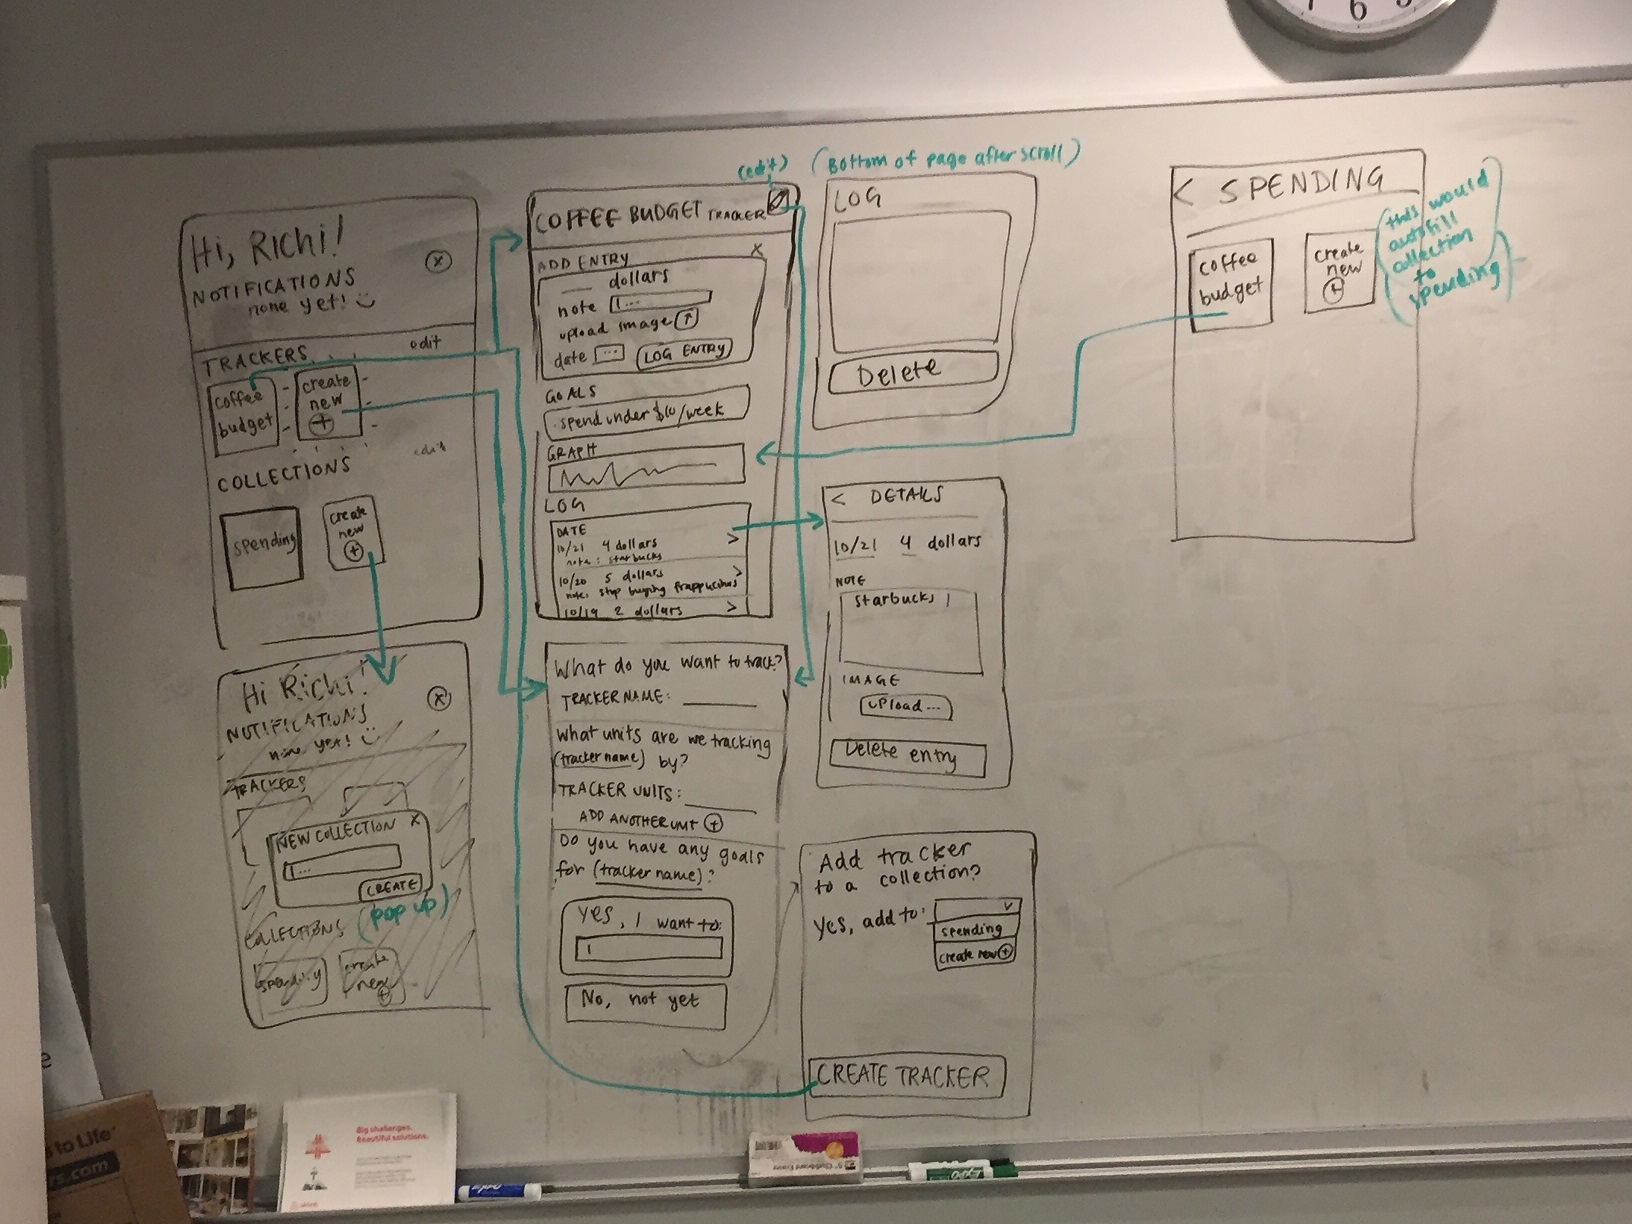 6
Hi, Richi!
NOTIFICATIONS
none yet!
X
TRACKERS
edit
coffee
budget
create
new
+
COLLECTIONS
edit
spending
create
new
+
Hi Richi!
X
NOTIFICATIONS
none yet!
TRACKERS
NEW COLLECTION X
I...
CREATE
(pop up)
COLLECTIONS
spending
create
new
+
(edit)
COFFEE BUDGET TRACKER
ADD ENTRY
X
dollars
note I...
upload image ↑
date ... LOG ENTRY
GOALS
spend under $10/week
GRAPH
LOG
DATE
10/21 4 dollars >
note: starbucks
10/20 5 dollars >
note: stop buying frappuccinos
10/19 2 dollars >
What do you want to track?
TRACKER NAME:
What units are we tracking
(tracker name) by?
TRACKER UNITS:
ADD ANOTHER UNIT +
Do you have any goals
for (tracker name)?
Yes, I want to:
I
No, not yet
(Bottom of page after scroll)
LOG
Delete
< DETAILS
10/21 4 dollars
NOTE
Starbucks |
IMAGE
upload...
Delete entry
Add tracker
to a collection?
Yes, add to:
spending
create new +
CREATE TRACKER
< SPENDING
coffee
budget
create
new
+
(this would
autofill
collection
to
spending)
to Life
s.com
Big challenges.
Beautiful solutions.
EXPO